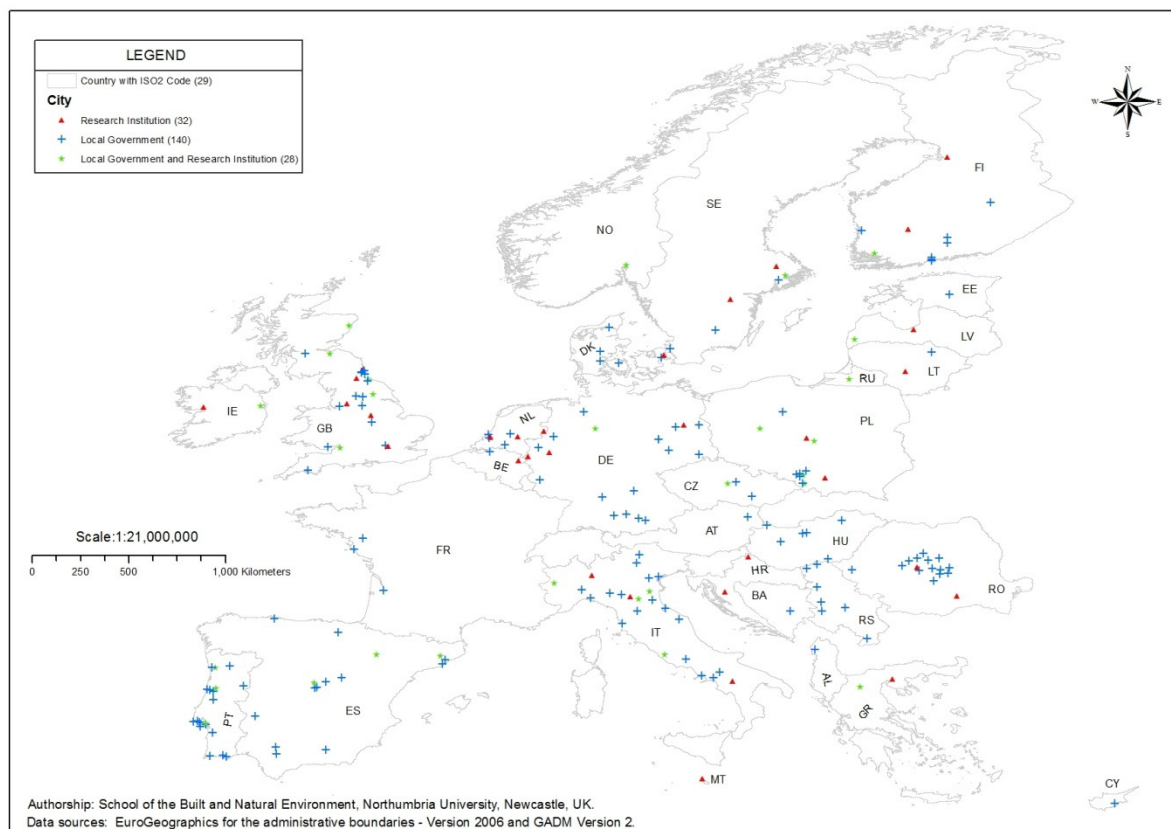 LEGEND
Country with ISO2 Code (29)
City
Research Institution (32)
Local Government (140)
Local Government and Research Institution (28)
N
W
E
S
FI
SE
NO
EE
LV
DK
LT
RU
IE
NL
GB
PL
BE
DE
CZ
AT
Scale:1:21,000,000
0 250 500 1,000 Kilometers
FR
HU
HR
BA
RO
RS
IT
AL
GR
PT
ES
MT
CY
Authorship: School of the Built and Natural Environment, Northumbria University, Newcastle, UK.
Data sources: EuroGeographics for the administrative boundaries - Version 2006 and GADM Version 2.